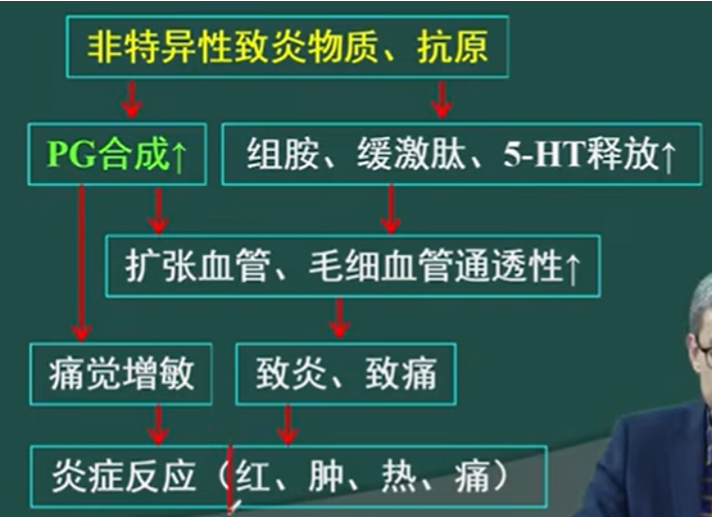 非特异性致炎物质、抗原
PG合成↑
组胺、缓激肽、5-HT释放↑
扩张血管、毛细血管通透性↑
痛觉增敏
致炎、致痛
炎症反应（红、肿、热、痛）